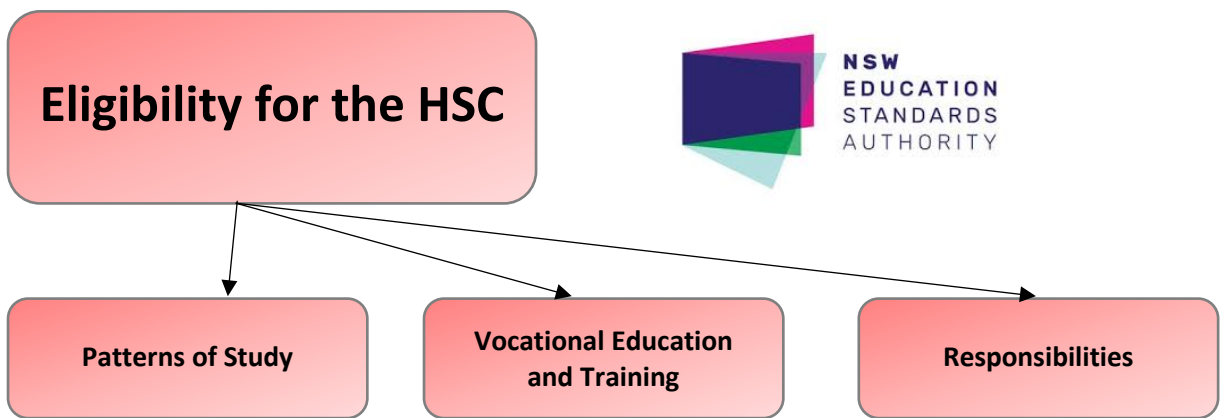 Eligibility for the HSC
NSW
EDUCATION
STANDARDS
AUTHORITY
Patterns of Study
Vocational Education
and Training
Responsibilities